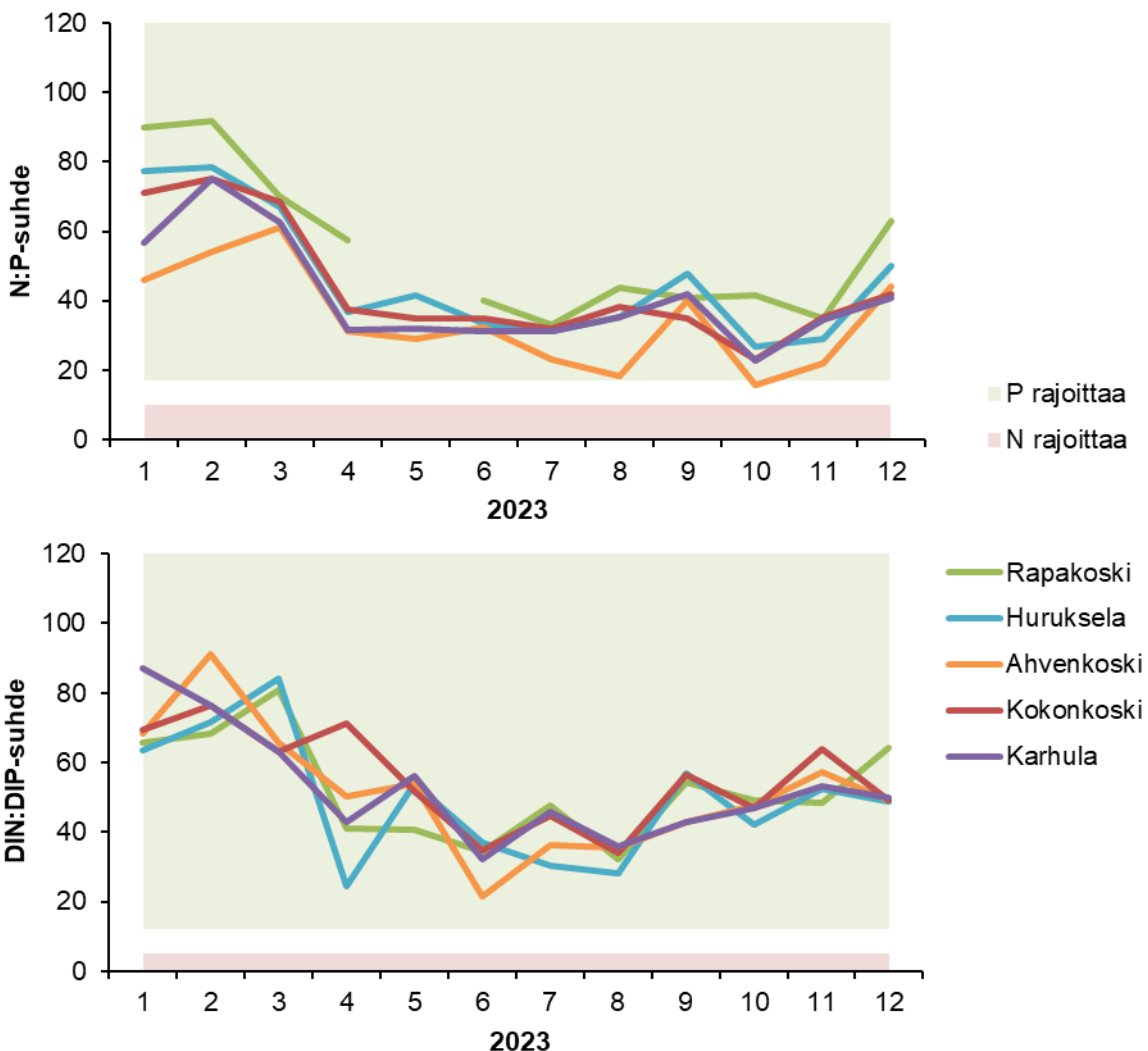 120
100
80
60
40
20
0
N:P-suhde
1 2 3 4 5 6 7 8 9 10 11 12
2023
P rajoittaa
N rajoittaa
120
100
80
60
40
20
0
DIN:DIP-suhde
1 2 3 4 5 6 7 8 9 10 11 12
2023
Rapakoski
Huruksela
Ahvenkoski
Kokonkoski
Karhula